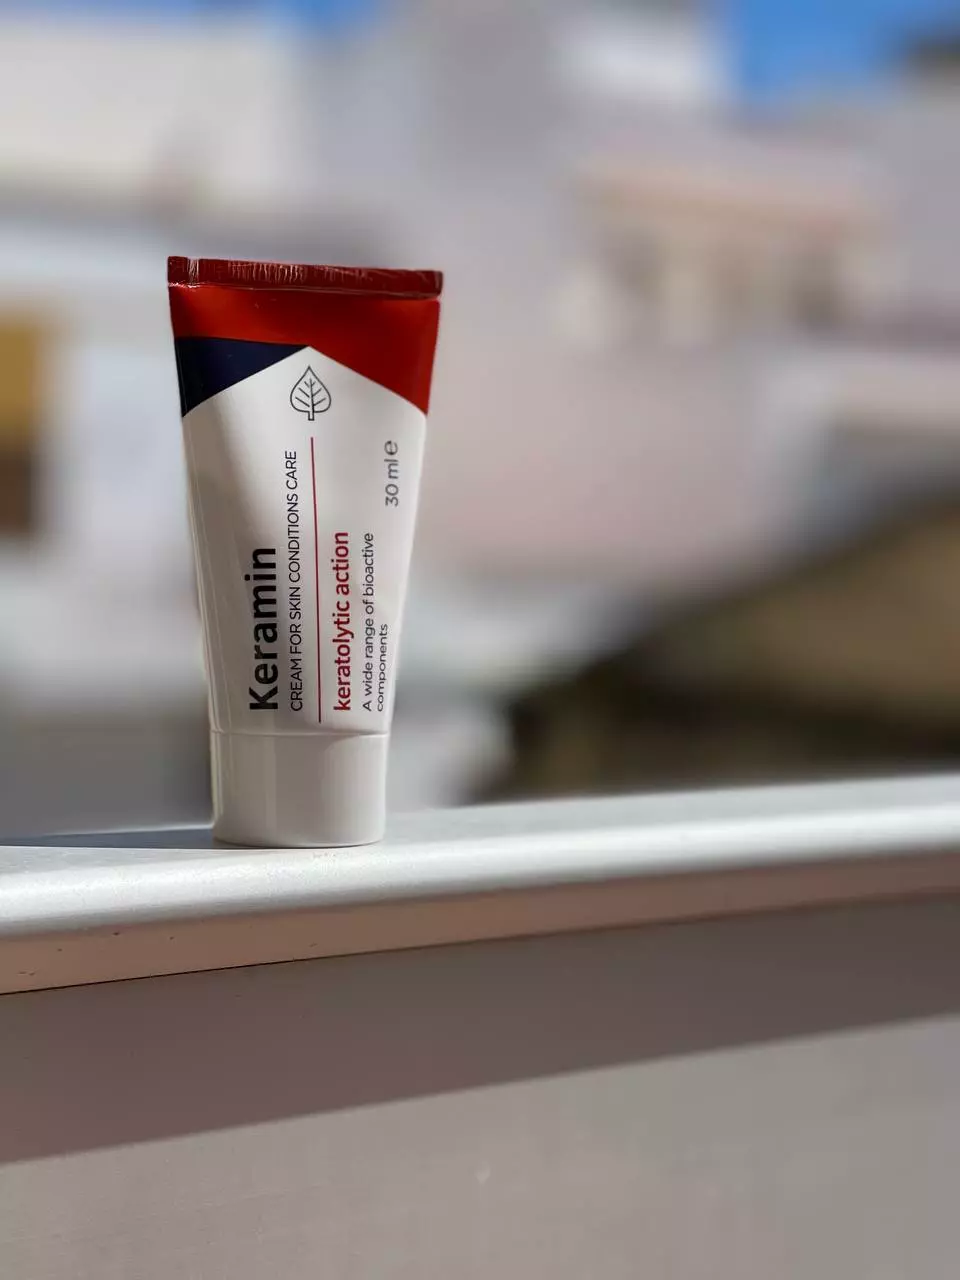 Keramin
CREAM FOR SKIN CONDITIONS CARE
keratolytic action
A wide range of bioactive
components
30 ml ℮